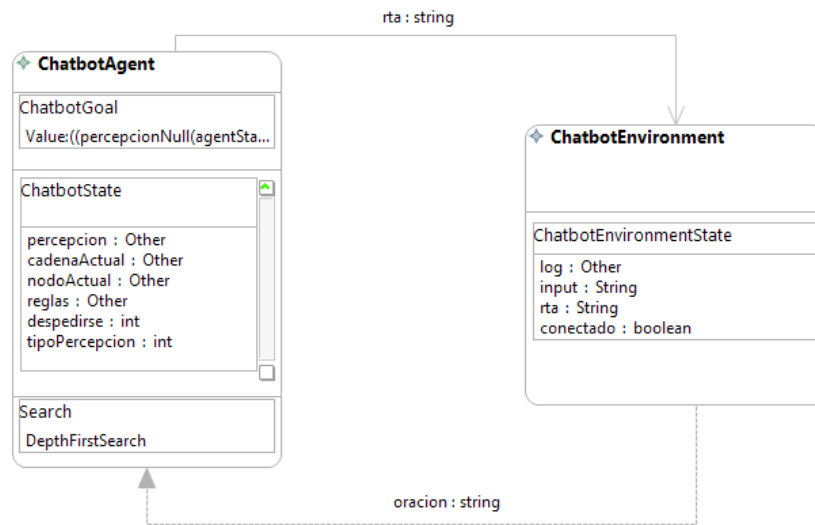 rta : string
ChatbotAgent
ChatbotGoal
Value:((percepcionNull(agentSta...
ChatbotState
percepcion : Other
cadenaActual : Other
nodoActual : Other
reglas : Other
despedirse : int
tipoPercepcion : int
Search
DepthFirstSearch
ChatbotEnvironment
ChatbotEnvironmentState
log : Other
input : String
rta : String
conectado : boolean
oracion : string